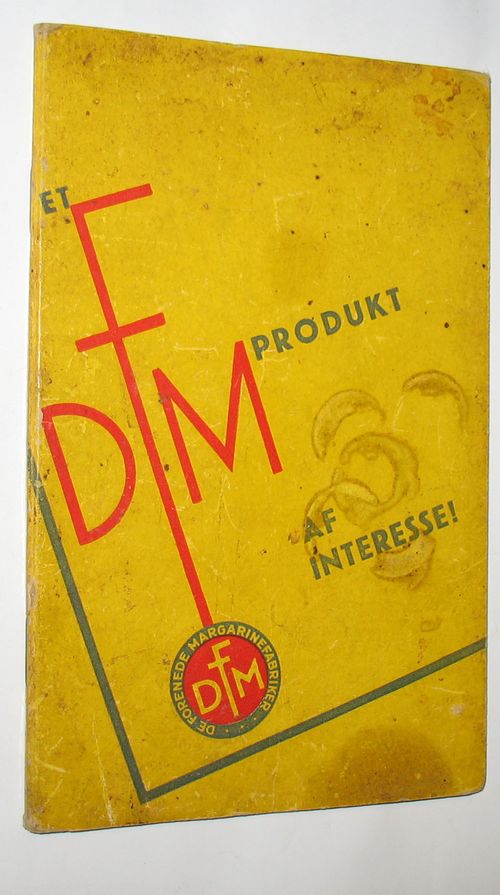 ET
DFM
PRODUKT
AF
INTERESSE!
DE FORENEDE MARGARINEFABRIKER
DFM